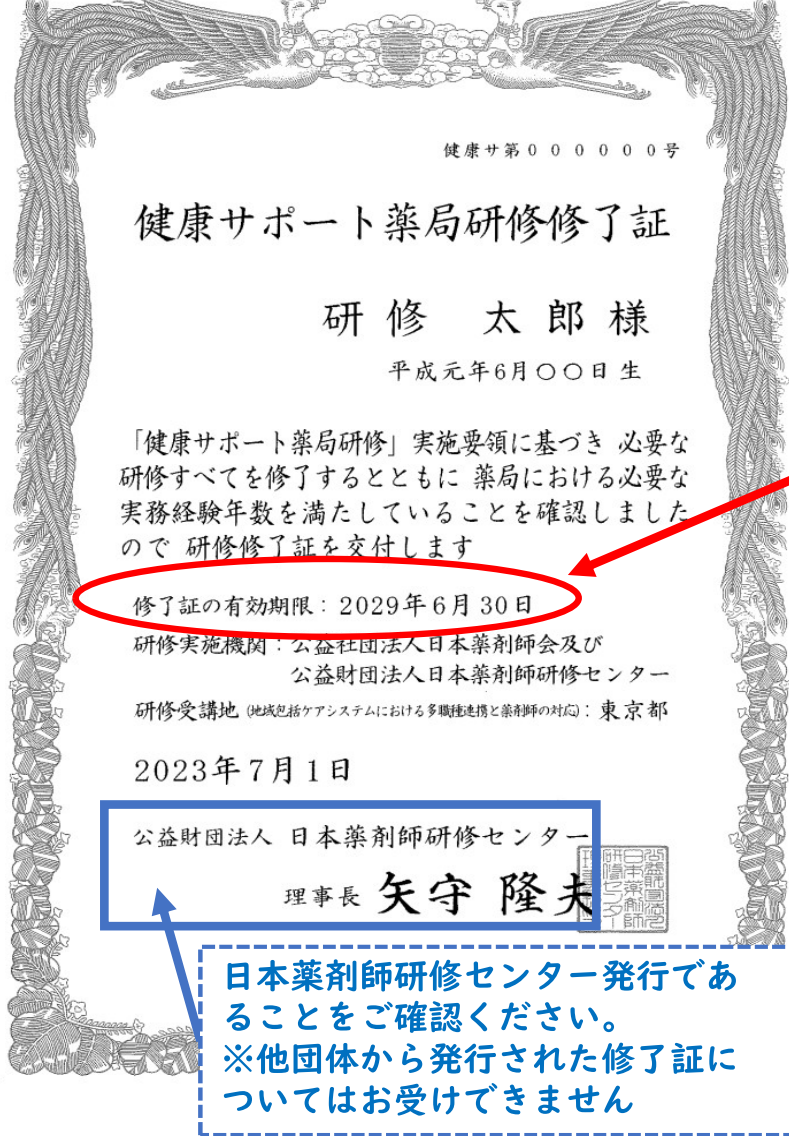 健康サ第００００００号
健康サポート薬局研修修了証
研修 太郎様
平成元年6月〇〇日生
「健康サポート薬局研修」実施要領に基づき 必要な
研修すべてを修了するとともに 薬局における必要な
実務経験年数を満たしていることを確認しました
ので 研修修了証を交付します
修了証の有効期限：2029年6月30日
研修実施機関：公益社団法人日本薬剤師会及び
公益財団法人日本薬剤師研修センター
研修受講地（地域包括ケアシステムにおける多職種連携と薬剤師の対応）：東京都
2023年7月1日
公益財団法人 日本薬剤師研修センター
理事長 矢守 隆夫
日本薬剤師研修センター発行であ
ることをご確認ください。
※他団体から発行された修了証に
ついてはお受けできません